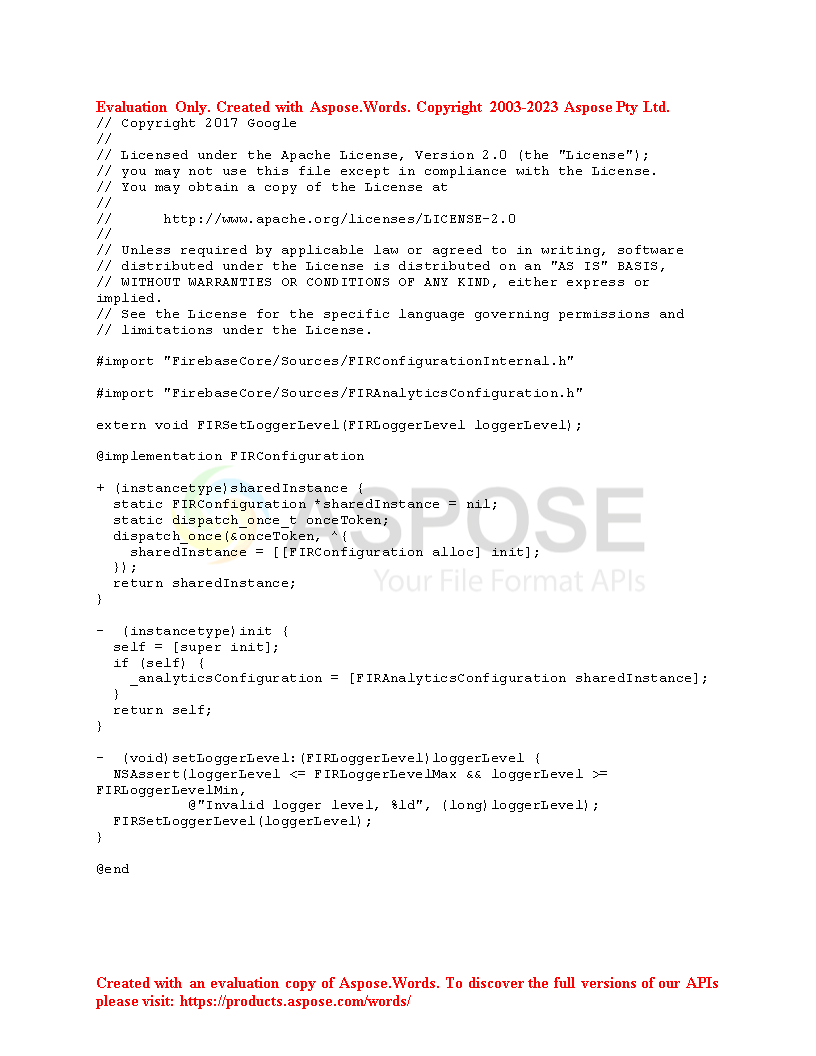 Evaluation Only. Created with Aspose.Words. Copyright 2003-2023 Aspose Pty Ltd.
// Copyright 2017 Google
//
// Licensed under the Apache License, Version 2.0 (the "License");
// you may not use this file except in compliance with the License.
// You may obtain a copy of the License at
//
//      http://www.apache.org/licenses/LICENSE-2.0
//
// Unless required by applicable law or agreed to in writing, software
// distributed under the License is distributed on an "AS IS" BASIS,
// WITHOUT WARRANTIES OR CONDITIONS OF ANY KIND, either express or
implied.
// See the License for the specific language governing permissions and
// limitations under the License.

#import "FirebaseCore/Sources/FIRConfigurationInternal.h"

#import "FirebaseCore/Sources/FIRAnalyticsConfiguration.h"

extern void FIRSetLoggerLevel(FIRLoggerLevel loggerLevel);

@implementation FIRConfiguration

+ (instancetype)sharedInstance {
  static FIRConfiguration *sharedInstance = nil;
  static dispatch_once_t onceToken;
  dispatch_once(&onceToken, ^{
    sharedInstance = [[FIRConfiguration alloc] init];
  });
  return sharedInstance;
}
ASPOSE
Your File Format APIs

-  (instancetype)init {
  self = [super init];
  if (self) {
    _analyticsConfiguration = [FIRAnalyticsConfiguration sharedInstance];
  }
  return self;
}

-  (void)setLoggerLevel:(FIRLoggerLevel)loggerLevel {
  NSAssert(loggerLevel <= FIRLoggerLevelMax && loggerLevel >=
FIRLoggerLevelMin,
           @"Invalid logger level, %ld", (long)loggerLevel);
  FIRSetLoggerLevel(loggerLevel);
}

@end

Created with an evaluation copy of Aspose.Words. To discover the full versions of our APIs
please visit: https://products.aspose.com/words/